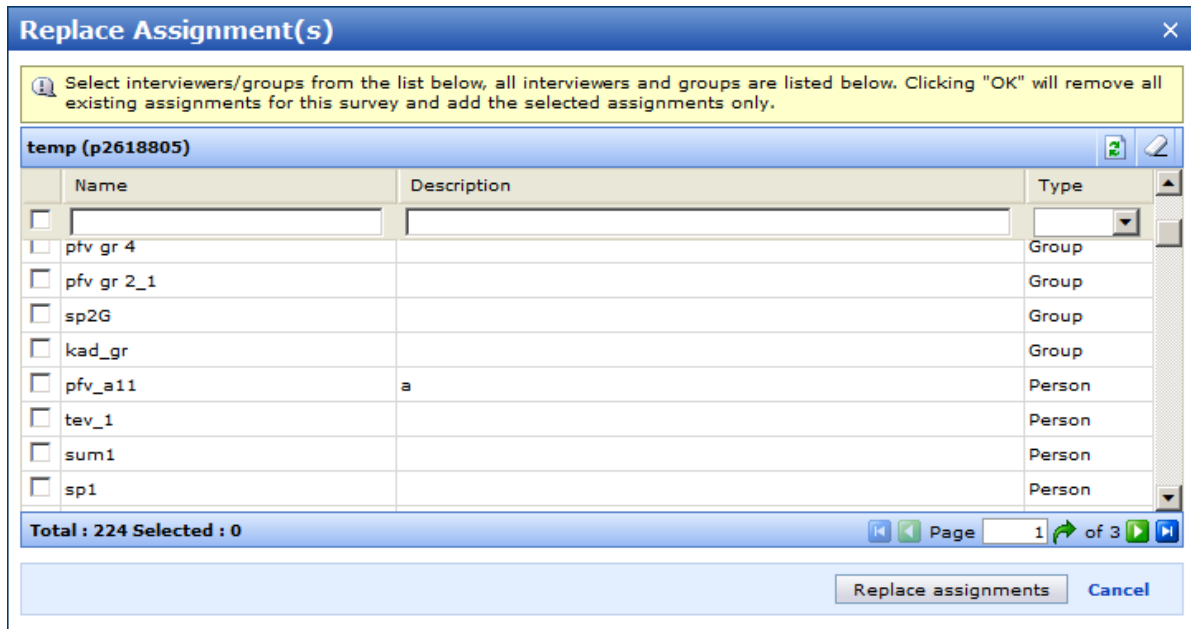 Replace Assignment(s)
Select interviewers/groups from the list below, all interviewers and groups are listed below. Clicking "OK" will remove all
existing assignments for this survey and add the selected assignments only.
temp (p2618805)
Name Description Type
pfv gr 4 Group
pfv gr 2_1 Group
sp2G Group
kad_gr Group
pfv_a11 a Person
tev_1 Person
sum1 Person
sp1 Person
Total : 224 Selected : 0 Page 1 of 3
Replace assignments Cancel